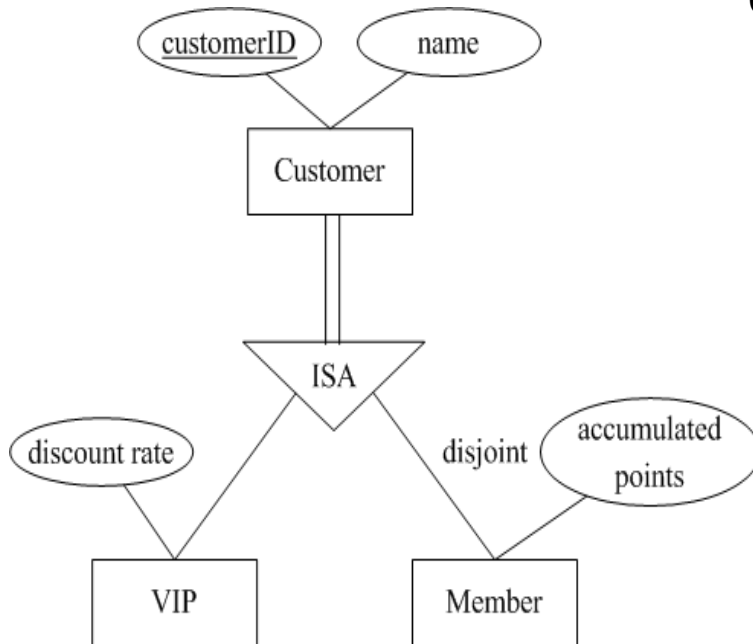 customerID
name
Customer
ISA
discount rate
disjoint
accumulated
points
VIP
Member